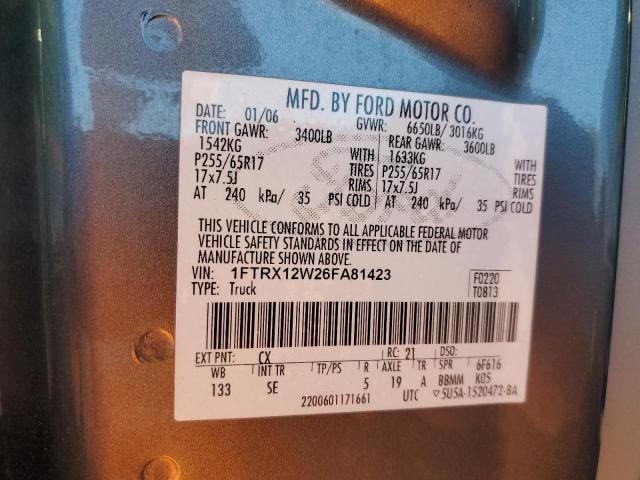 MFD. BY FORD MOTOR CO.
DATE: 01/06 GVWR: 6650LB/ 3016KG
FRONT GAWR: 3400LB REAR GAWR: 3600LB
1542KG WITH 1633KG WITH
P255/65R17 TIRES P255/65R17 TIRES
17x7.5J RIMS 17x7.5J RIMS
AT 240 kPa/ 35 PSI COLD AT 240 kPa/ 35 PSI COLD
THIS VEHICLE CONFORMS TO ALL APPLICABLE FEDERAL MOTOR
VEHICLE SAFETY STANDARDS IN EFFECT ON THE DATE OF
MANUFACTURE SHOWN ABOVE.
VIN: 1FTRX12W26FA81423 F0220
TYPE: Truck T0813
EXT PNT: CX RC: 21 DSO:
WB INT TR TP/PS R AXLE TR SPR 6F616
133 SE 5 19 A BBMM K0S
2200601171661 UTC ▽5U5A-1520472-BA
Ford